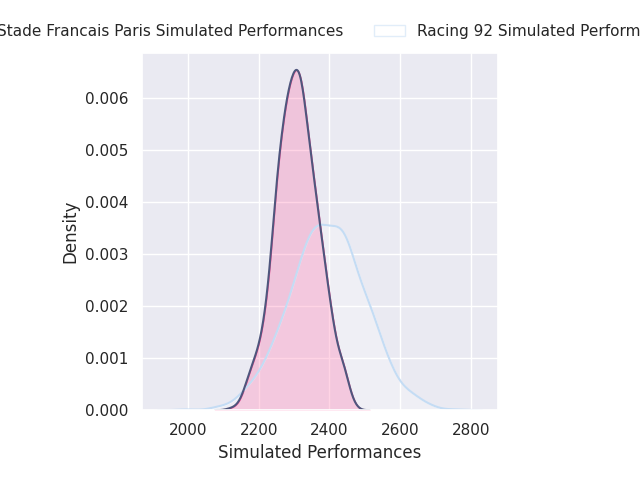 Stade Francais Paris Simulated Performances
Racing 92 Simulated Perform
0.006
0.005
0.004
0.003
0.002
0.001
0.000
Density
2000 2200 2400 2600 2800
Simulated Performances